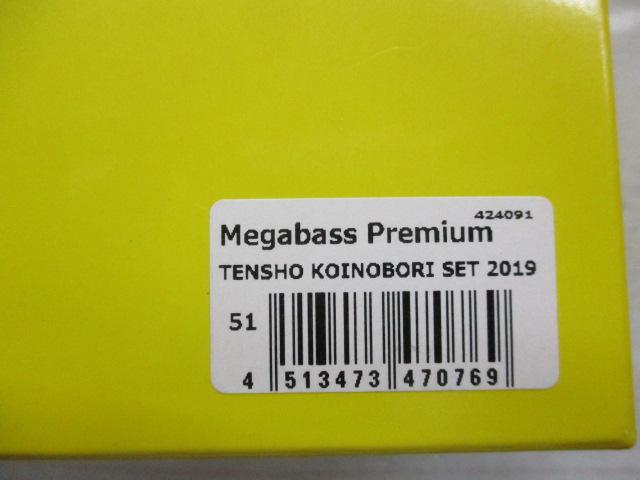 424091
Megabass Premium
TENSHO KOINOBORI SET 2019
51
4 513473 470769